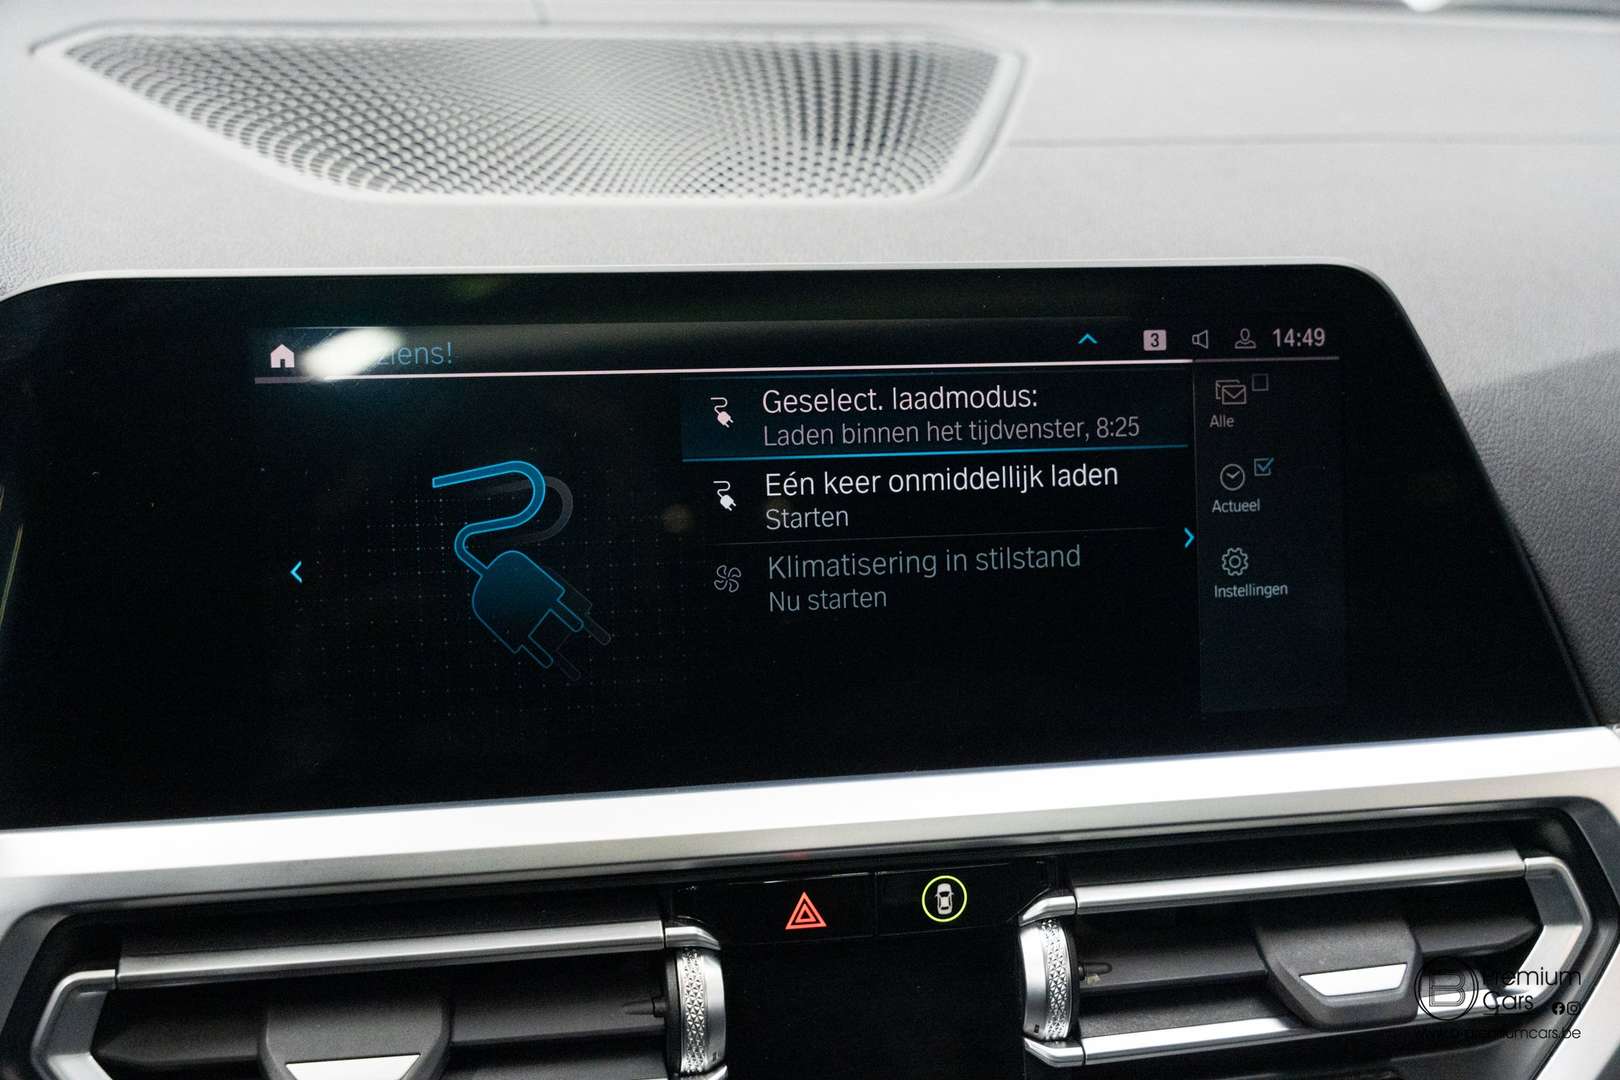 3
14:49
Geselect. laadmodus:
Laden binnen het tijdvenster, 8:25
Eén keer onmiddellijk laden
Starten
Klimatisering in stilstand
Nu starten
Alle
Actueel
Instellingen
Premium
Cars